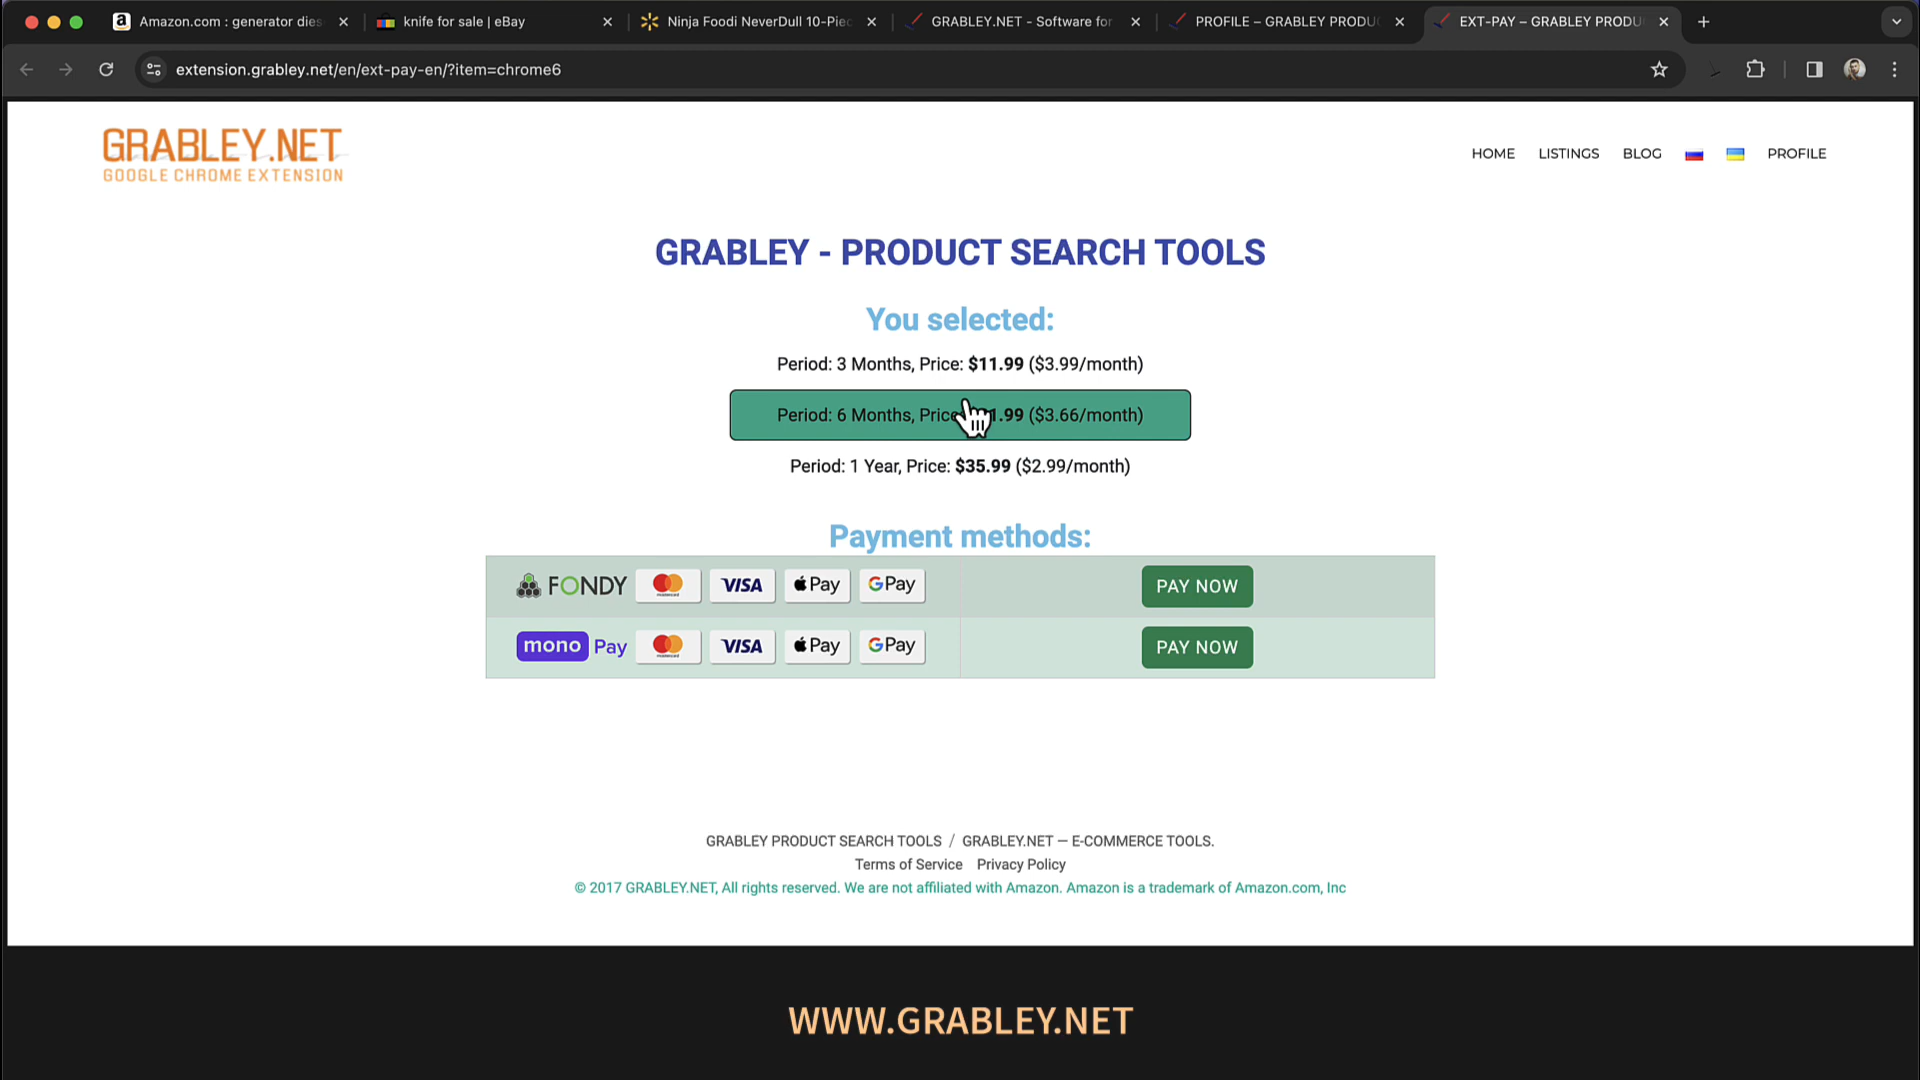 Amazon.com : generator dies
knife for sale | eBay
Ninja Foodi NeverDull 10-Piec
GRABLEY.NET - Software for
PROFILE – GRABLEY PRODU
EXT-PAY – GRABLEY PRODU
extension.grabley.net/en/ext-pay-en/?item=chrome6
GRABLEY.NET
GOOGLE CHROME EXTENSION
HOME LISTINGS BLOG PROFILE
GRABLEY - PRODUCT SEARCH TOOLS
You selected:
Period: 3 Months, Price: $11.99 ($3.99/month)
Period: 6 Months, ($3.66/month)
Period: 1 Year, Price: $35.99 ($2.99/month)
Payment methods:
FONDY mastercard VISA Pay G Pay PAY NOW
mono Pay mastercard VISA Pay G Pay PAY NOW
GRABLEY PRODUCT SEARCH TOOLS / GRABLEY.NET — E-COMMERCE TOOLS.
Terms of Service Privacy Policy
© 2017 GRABLEY.NET, All rights reserved. We are not affiliated with Amazon. Amazon is a trademark of Amazon.com, Inc
WWW.GRABLEY.NET